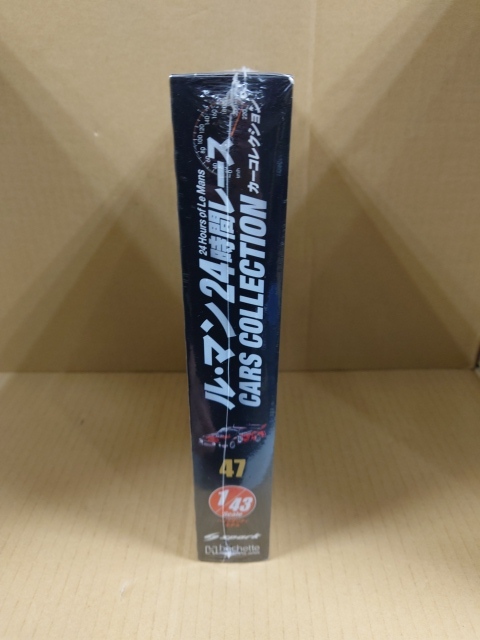 24 Hours of Le Mans
ル・マン24時間レース
カーコレクション
CARS COLLECTION
47
1/43
spark
hachette